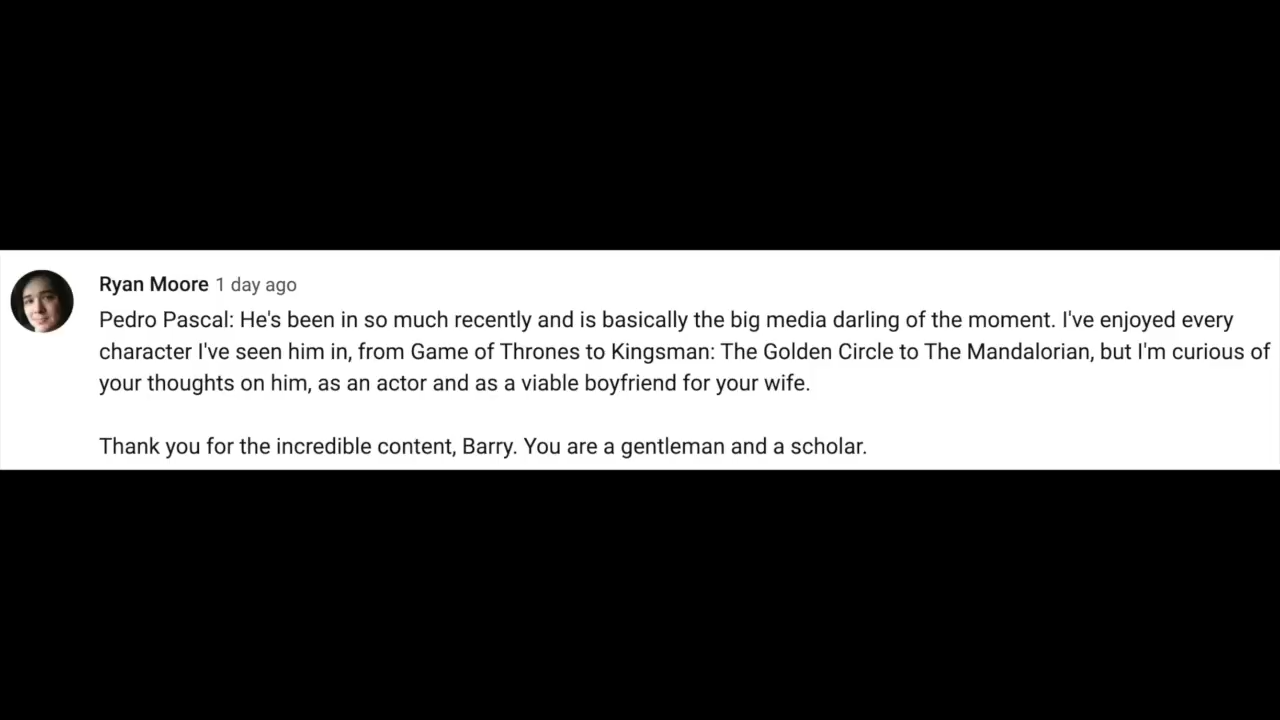 Ryan Moore 1 day ago
Pedro Pascal: He's been in so much recently and is basically the big media darling of the moment. I've enjoyed every
character I've seen him in, from Game of Thrones to Kingsman: The Golden Circle to The Mandalorian, but I'm curious of
your thoughts on him, as an actor and as a viable boyfriend for your wife.
Thank you for the incredible content, Barry. You are a gentleman and a scholar.